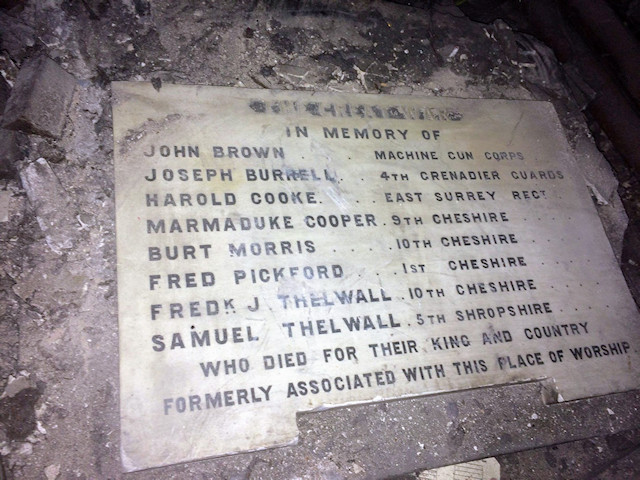 IN MEMORY OF
JOHN BROWN . . . . MACHINE GUN CORPS
JOSEPH BURRELL . . 4TH GRENADIER GUARDS
HAROLD COOKE . . . EAST SURREY REGT
MARMADUKE COOPER . 9TH CHESHIRE . . .
BURT MORRIS . . . . 10TH CHESHIRE . . .
FRED PICKFORD . . . 1ST CHESHIRE . . .
FREDK J. THELWALL . 10TH CHESHIRE . . .
SAMUEL THELWALL . 5TH SHROPSHIRE . . .
WHO DIED FOR THEIR KING AND COUNTRY
FORMERLY ASSOCIATED WITH THIS PLACE OF WORSHIP